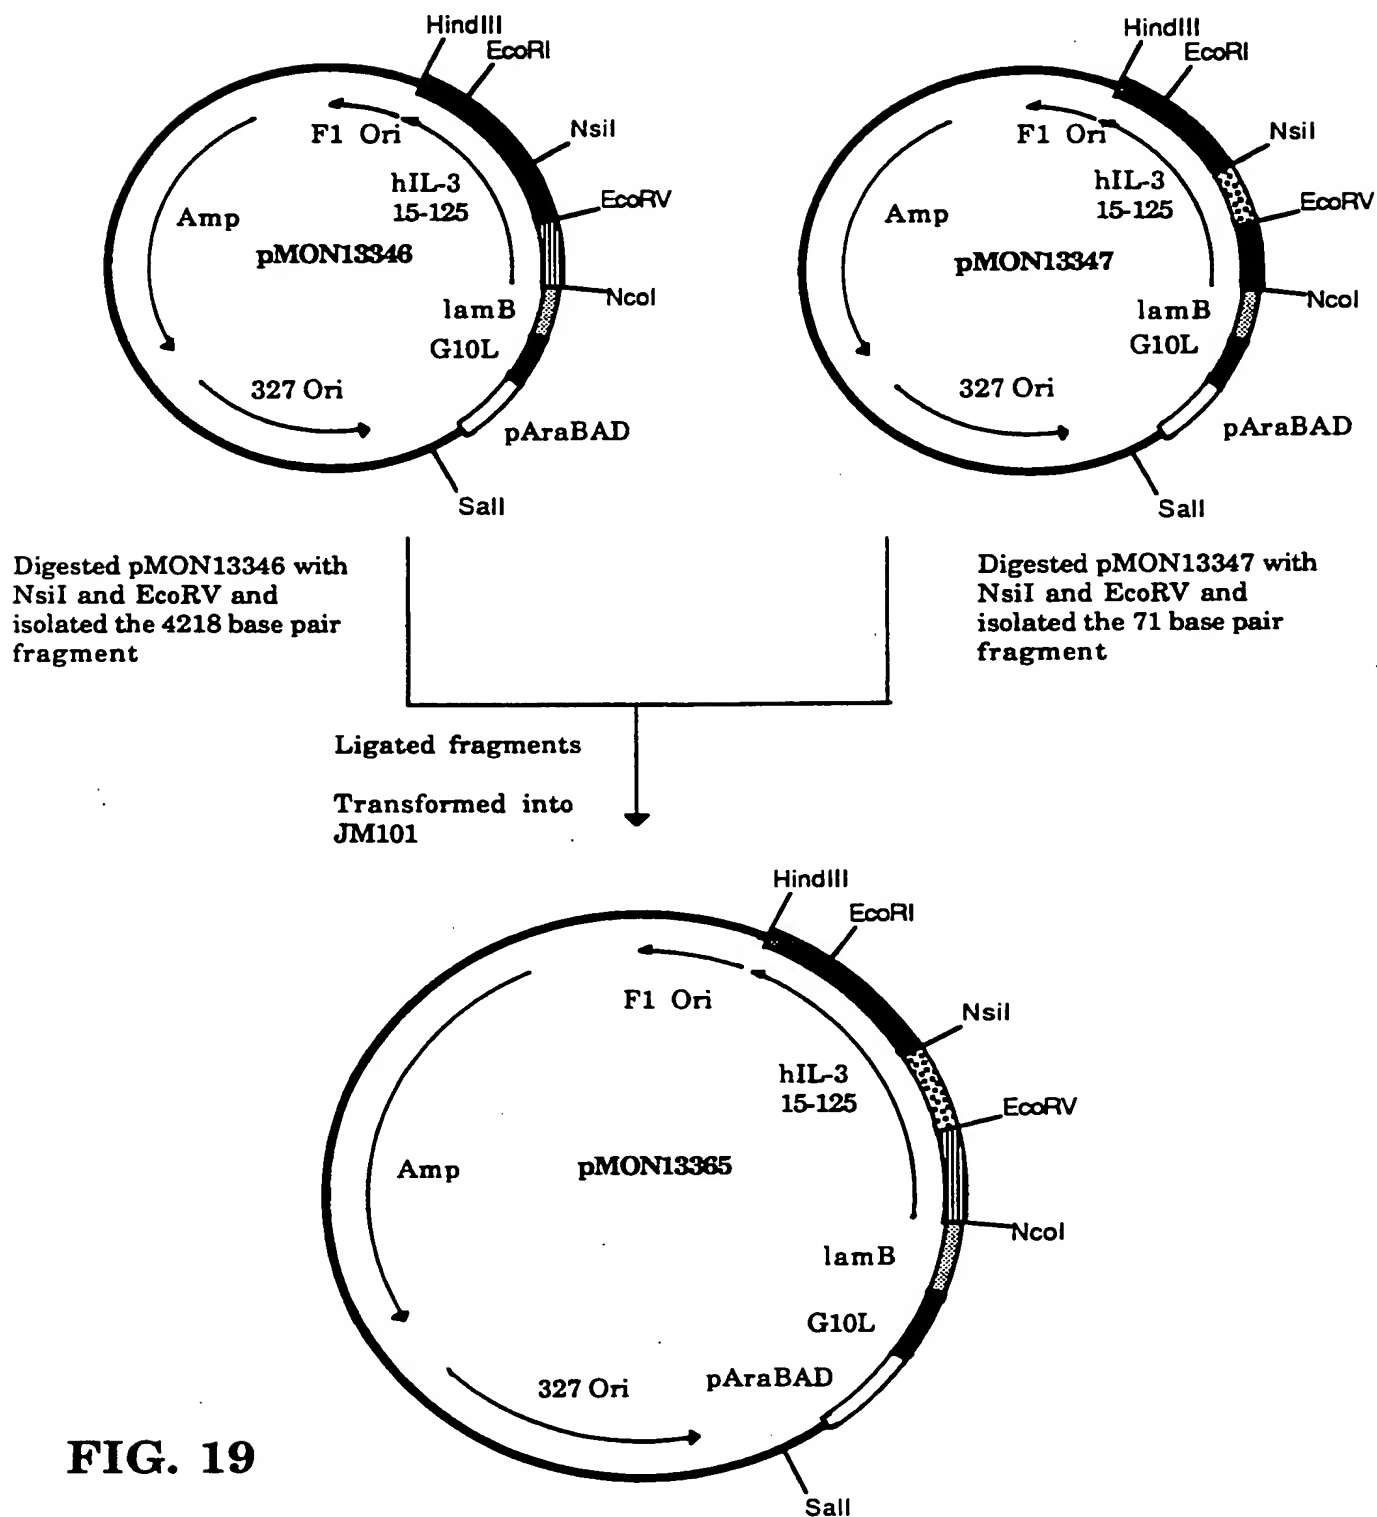 HindIII
EcoRI
NsiI
EcoRV
NcoI
F1 Ori
hIL-3
15-125
Amp
pMON13346
lamB
G10L
327 Ori
pAraBAD
SalI
HindIII
EcoRI
NsiI
EcoRV
NcoI
F1 Ori
hIL-3
15-125
Amp
pMON13347
lamB
G10L
327 Ori
pAraBAD
SalI
Digested pMON13346 with
NsiI and EcoRV and
isolated the 4218 base pair
fragment
Digested pMON13347 with
NsiI and EcoRV and
isolated the 71 base pair
fragment
Ligated fragments
Transformed into
JM101
HindIII
EcoRI
F1 Ori
NsiI
hIL-3
15-125
EcoRV
Amp
pMON13365
NcoI
lamB
G10L
pAraBAD
327 Ori
SalI
FIG. 19